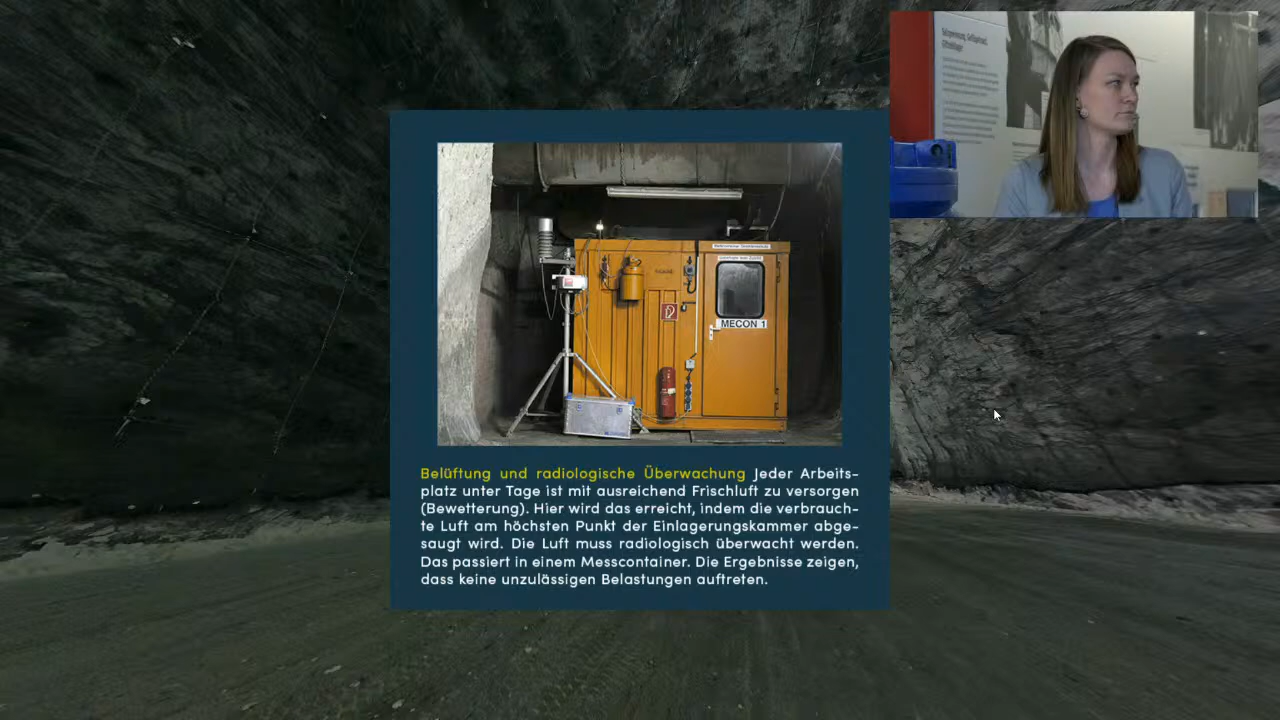 MECON 1
Belüftung und radiologische Überwachung Jeder Arbeits-
platz unter Tage ist mit ausreichend Frischluft zu versorgen
(Bewetterung). Hier wird das erreicht, indem die verbrauch-
te Luft am höchsten Punkt der Einlagerungskammer abge-
saugt wird. Die Luft muss radiologisch überwacht werden.
Das passiert in einem Messcontainer. Die Ergebnisse zeigen,
dass keine unzulässigen Belastungen auftreten.